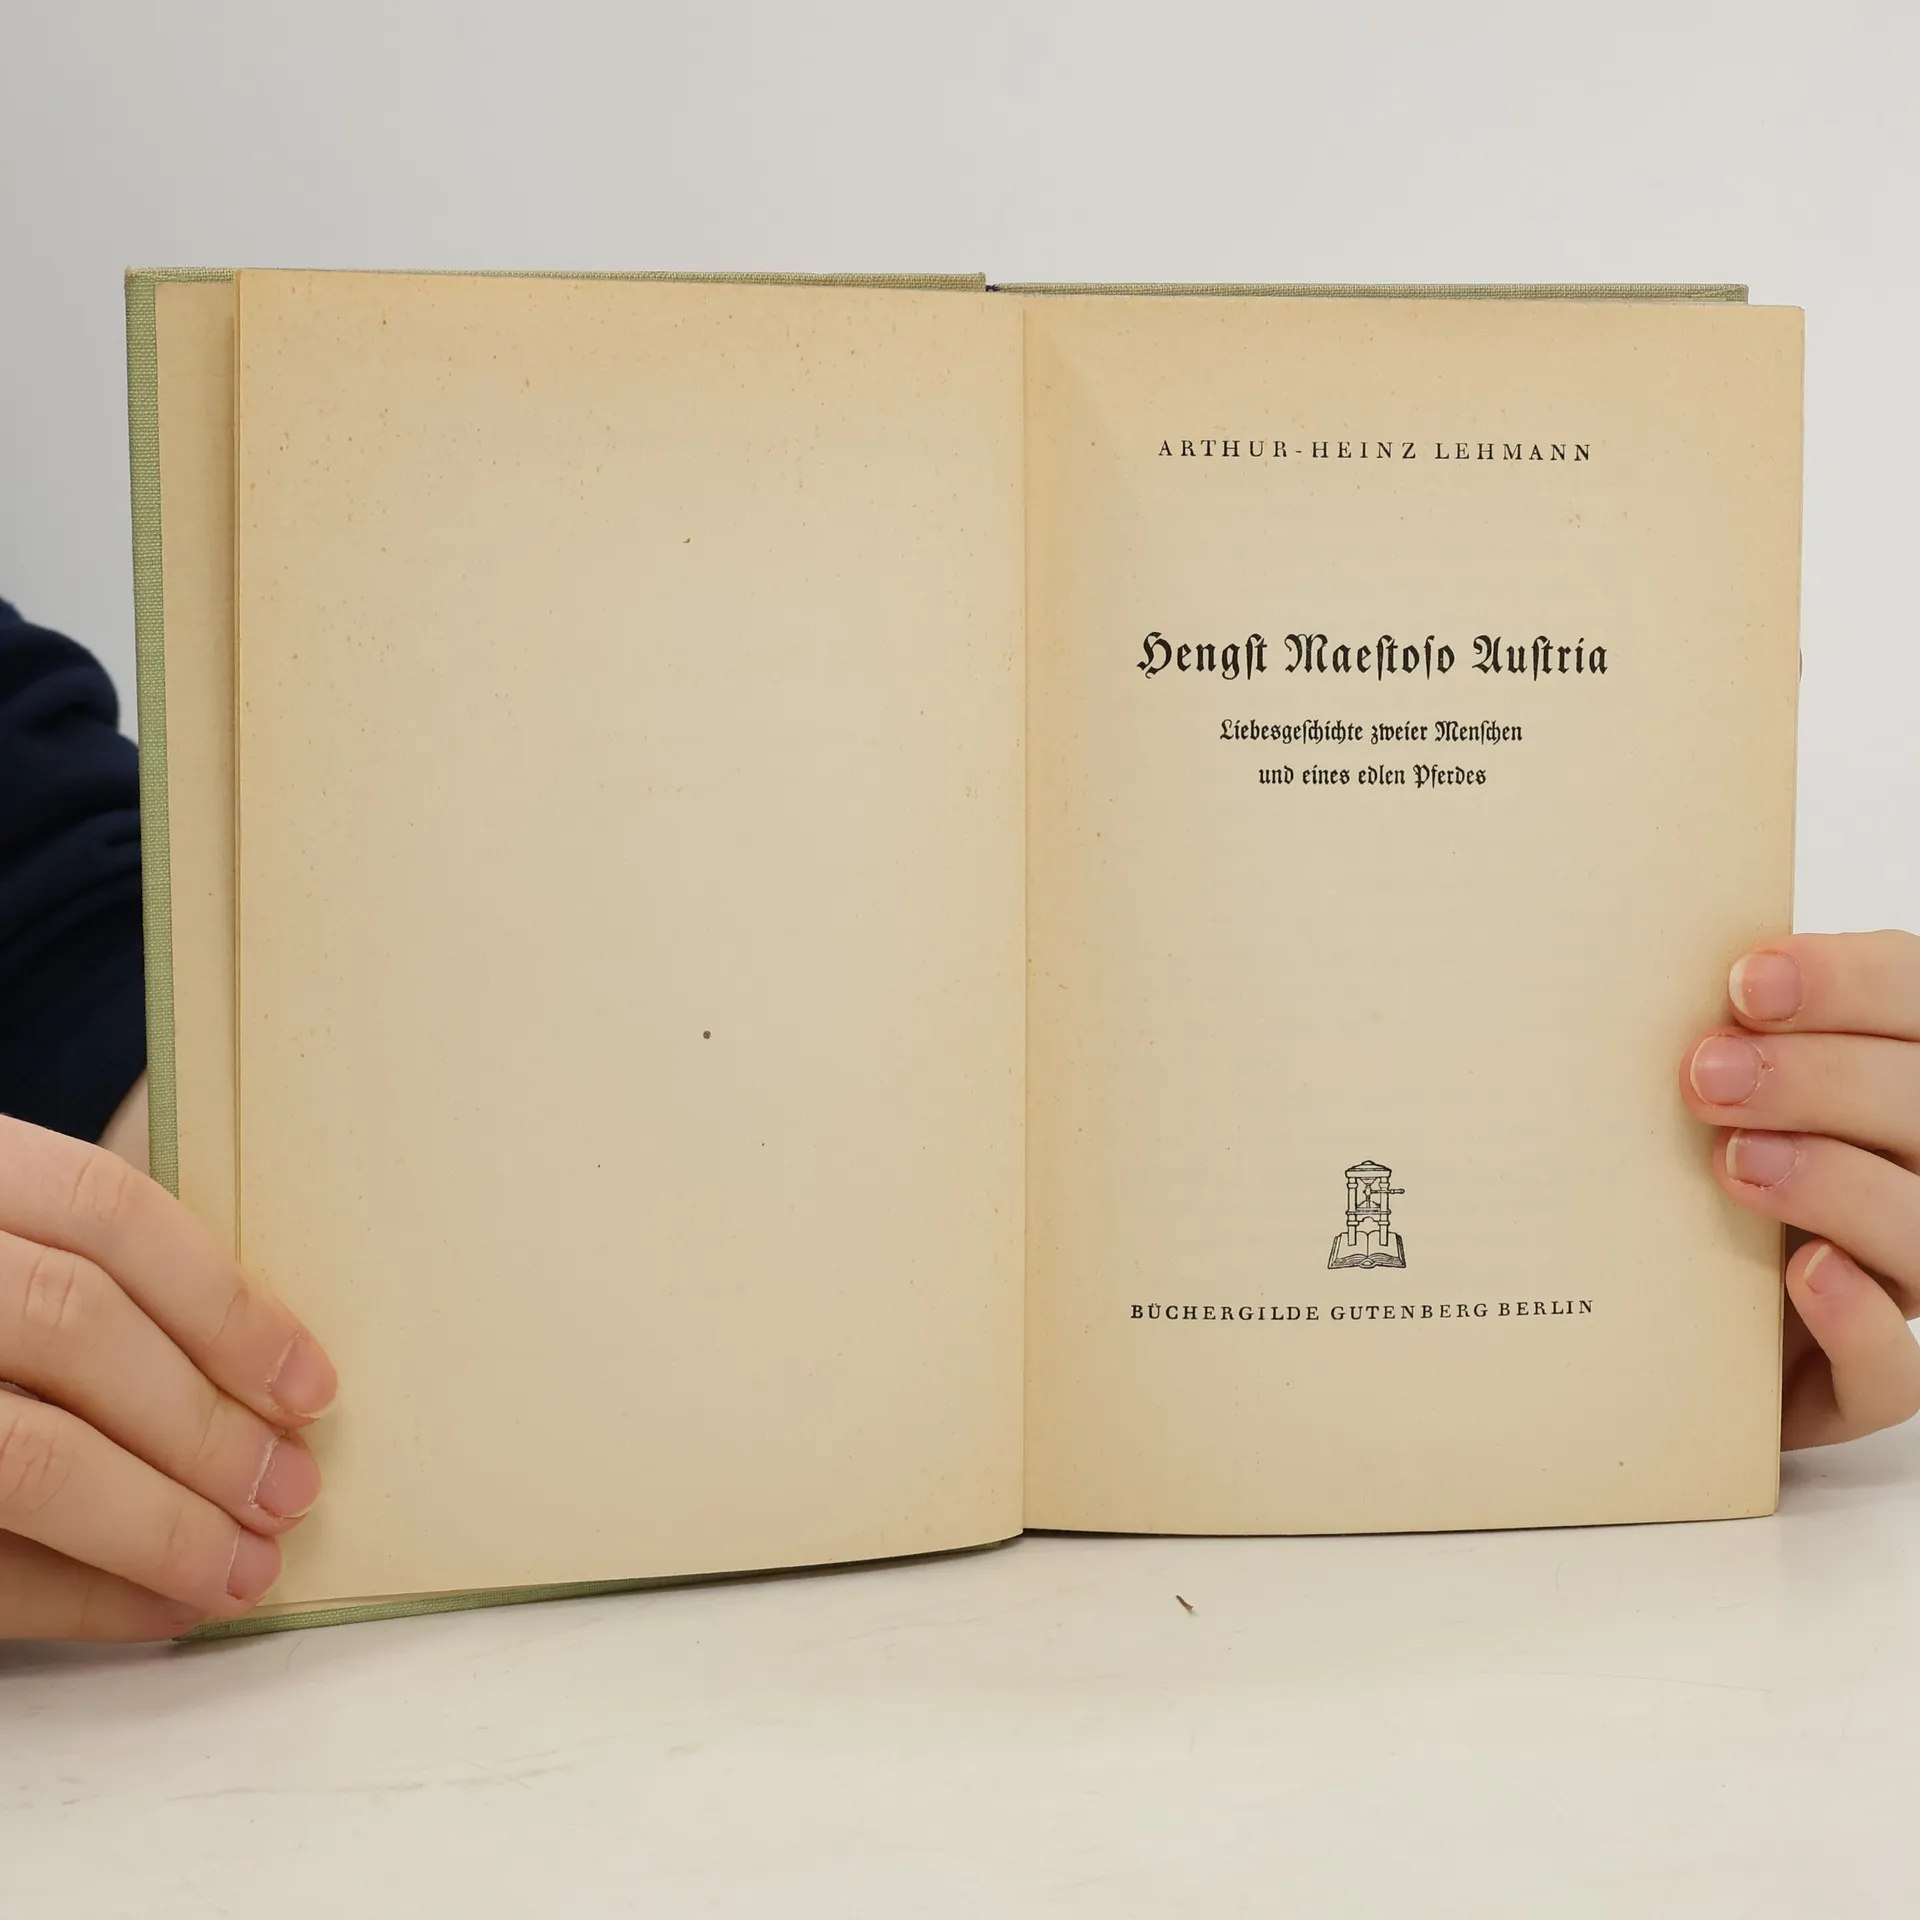 ARTHUR-HEINZ LEHMANN
Hengſt Maeſtoſo Auſtria
Liebesgeſchichte zweier Menſchen
und eines edlen Pferdes
BÜCHERGILDE GUTENBERG BERLIN